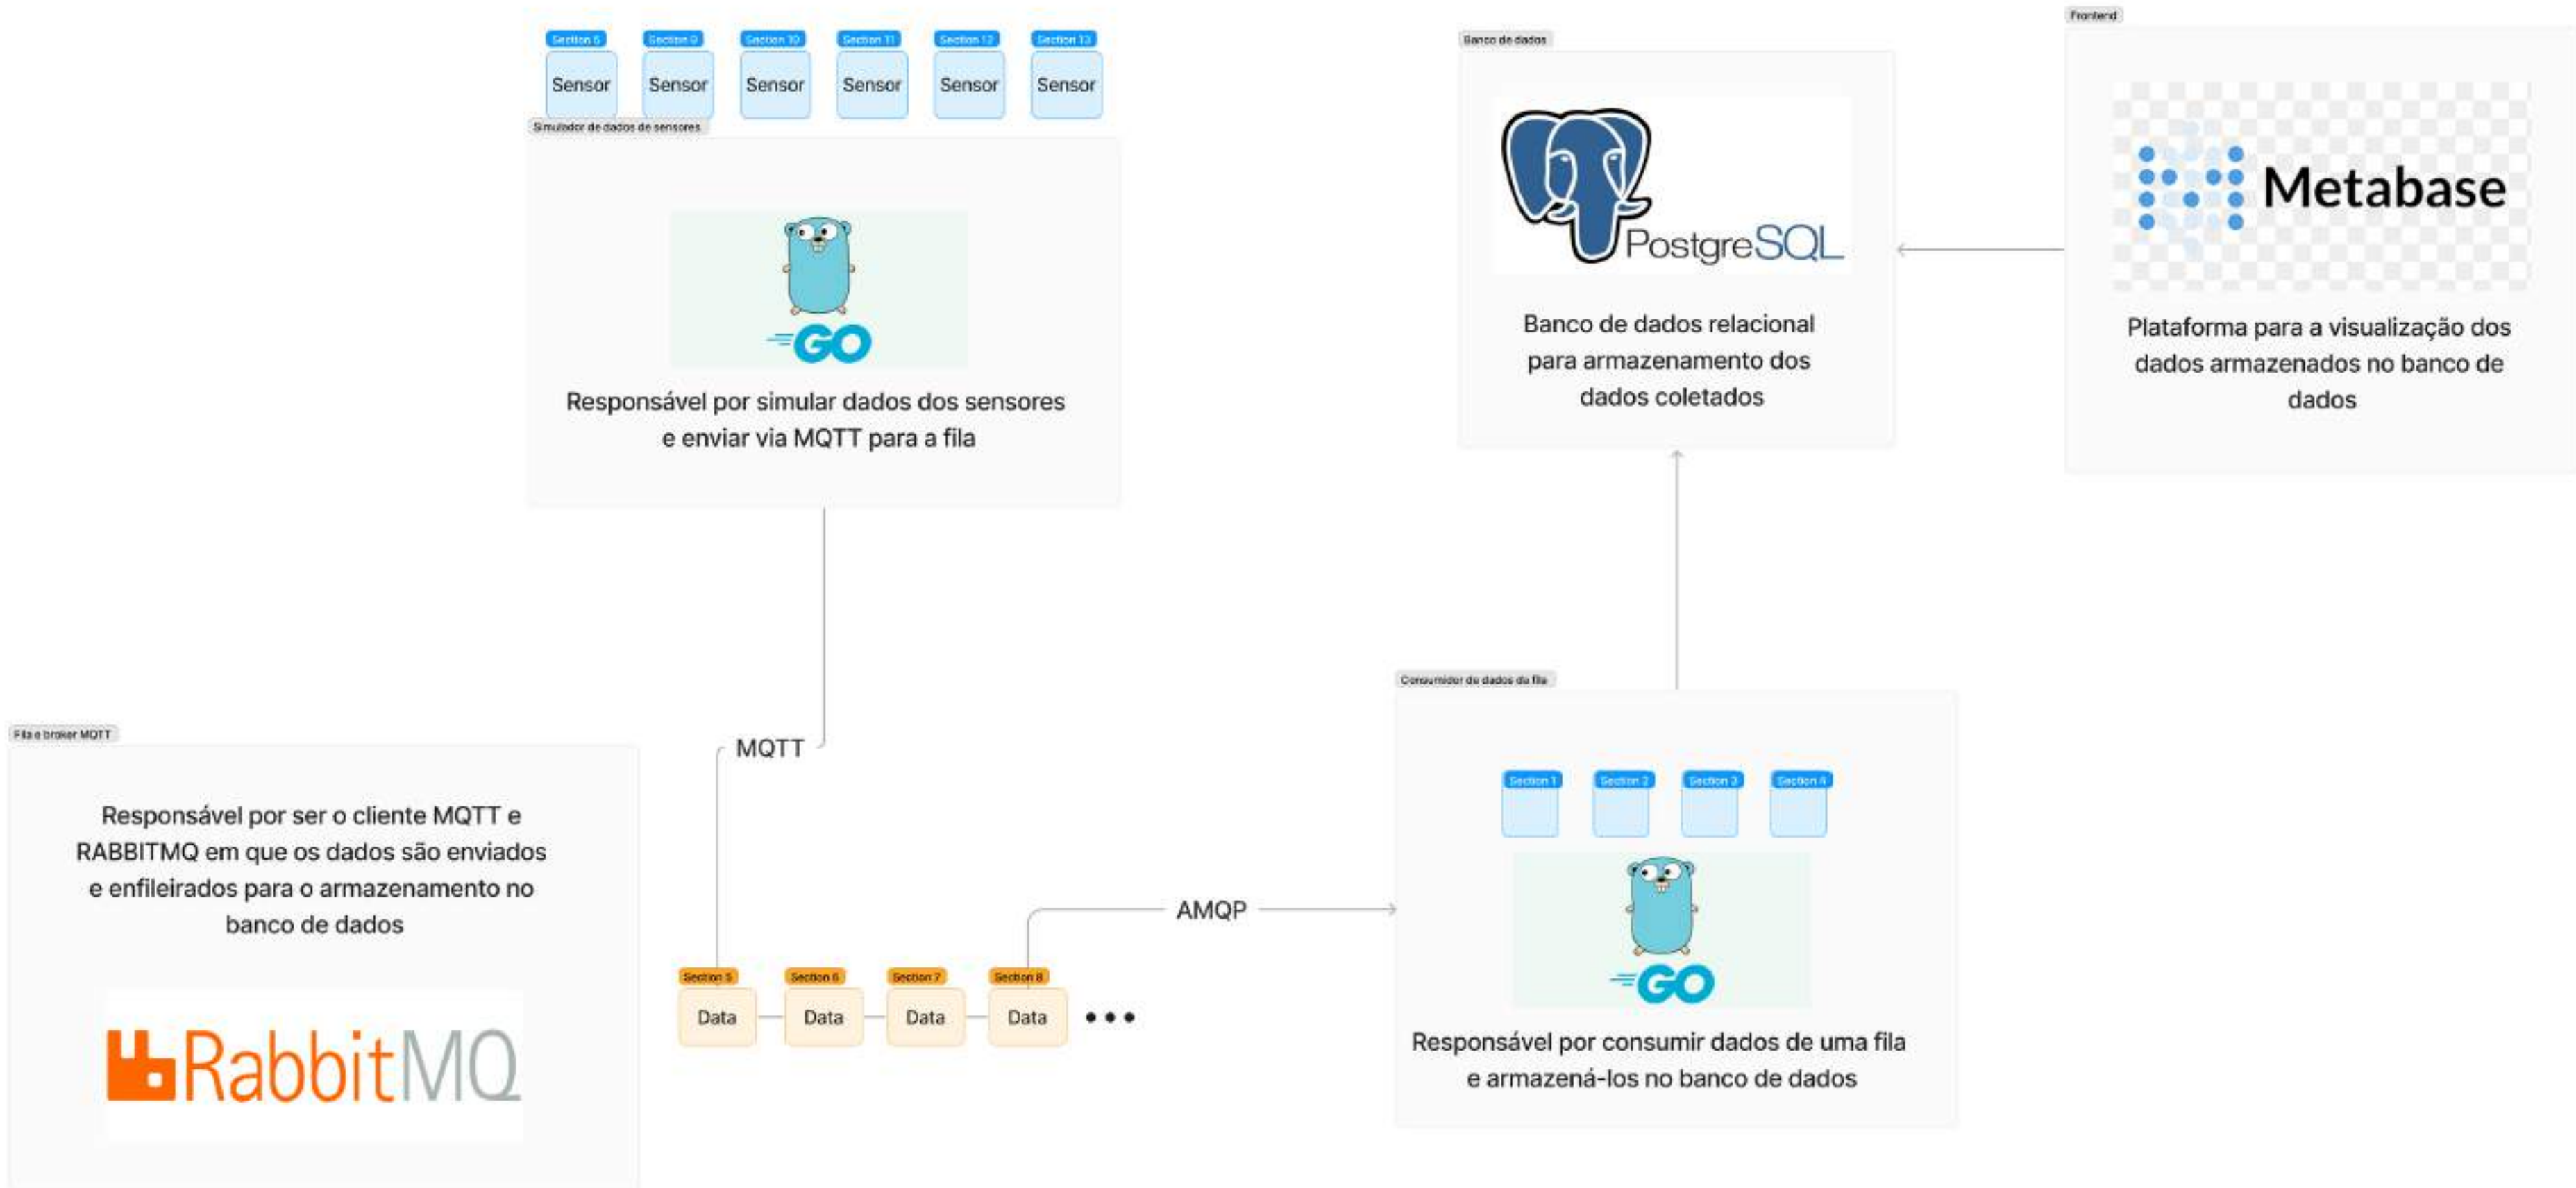 Section 5
Section 9
Section 10
Section 11
Section 12
Section 13
Sensor
Sensor
Sensor
Sensor
Sensor
Sensor
Simulador de dados de sensores
GO
Responsável por simular dados dos sensores
e enviar via MQTT para a fila
Banco de dados
PostgreSQL
Banco de dados relacional
para armazenamento dos
dados coletados
Frontend
Metabase
Plataforma para a visualização dos
dados armazenados no banco de
dados
MQTT
Fila e broker MQTT
Responsável por ser o cliente MQTT e
RABBITMQ em que os dados são enviados
e enfileirados para o armazenamento no
banco de dados
RabbitMQ
Section 5
Section 6
Section 7
Section 8
Data
Data
Data
Data
AMQP
Consumidor de dados da fila
Section 1
Section 2
Section 3
Section 4
GO
Responsável por consumir dados de uma fila
e armazená-los no banco de dados